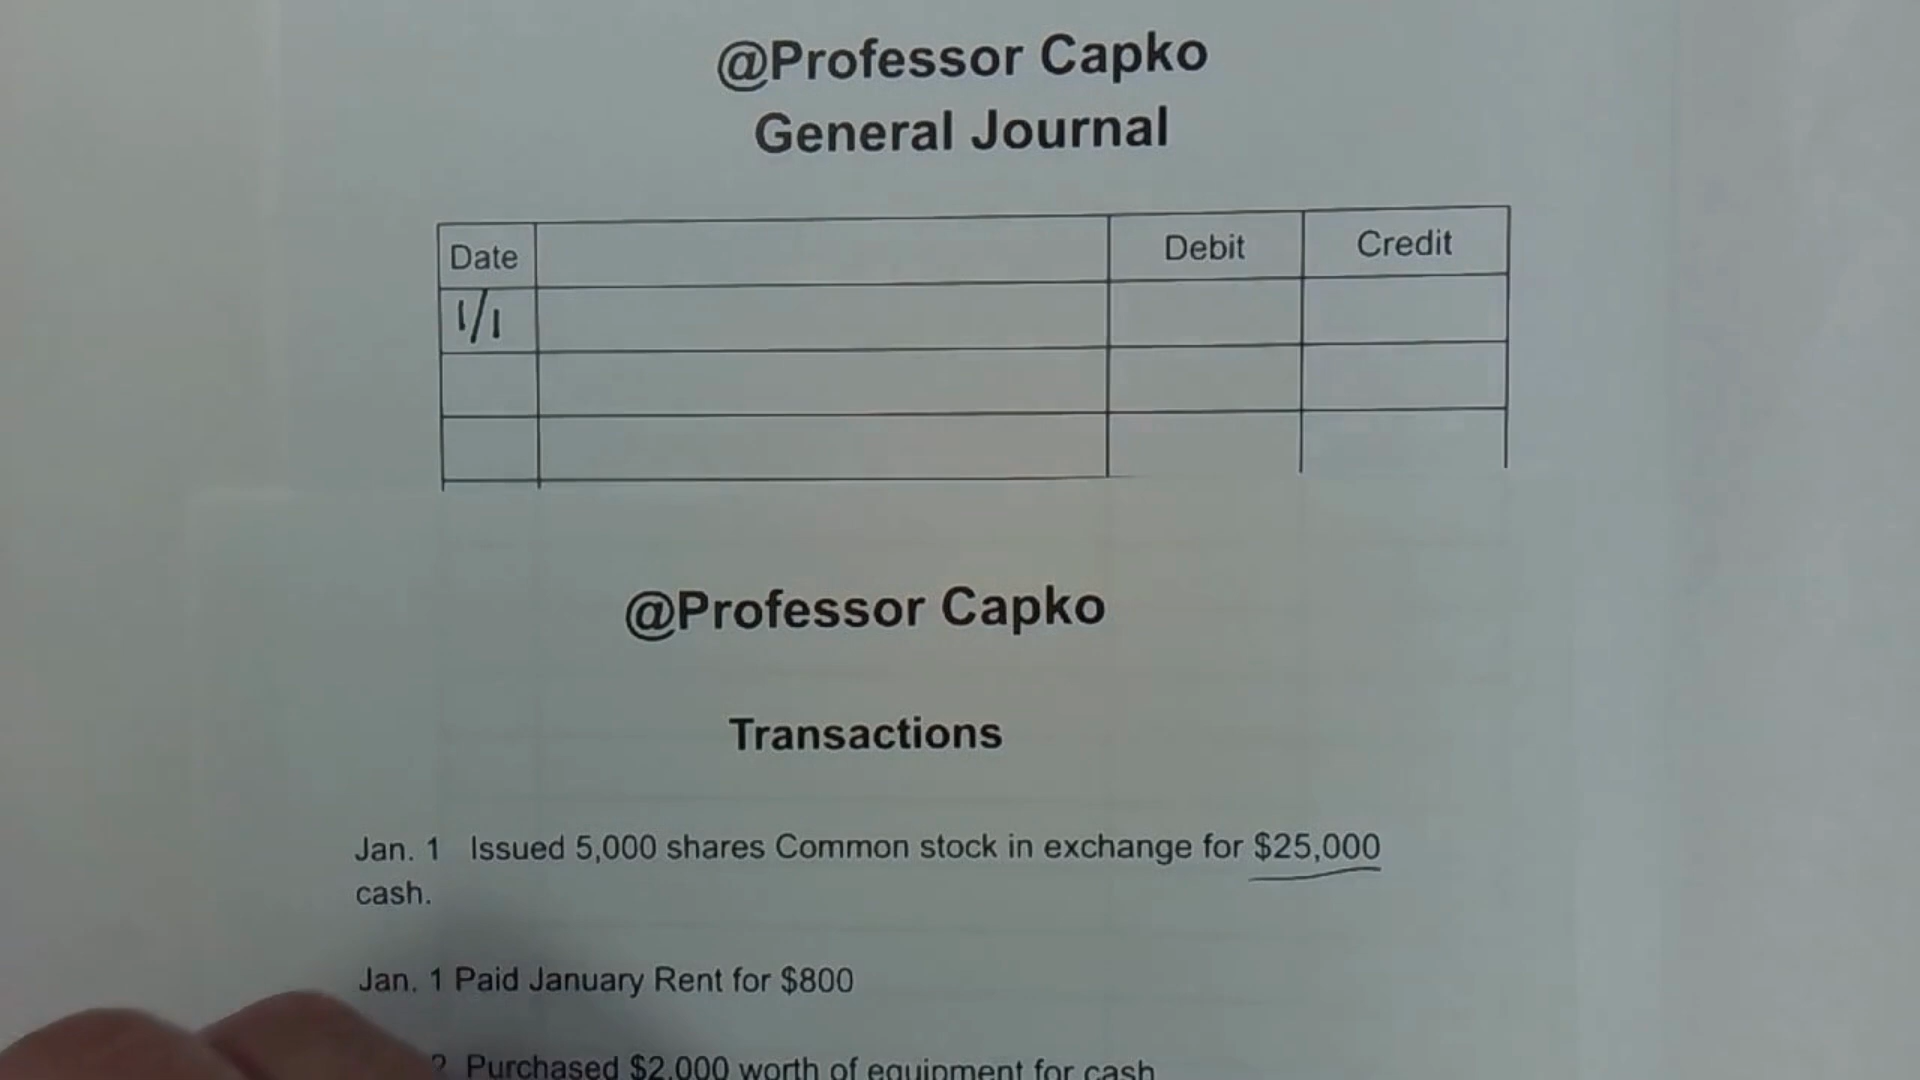 @Professor Capko
General Journal
Date Debit Credit
1/1
@Professor Capko
Transactions
Jan. 1 Issued 5,000 shares Common stock in exchange for $25,000
cash.
Jan. 1 Paid January Rent for $800
2 Purchased $2,000 worth of equipment for cash